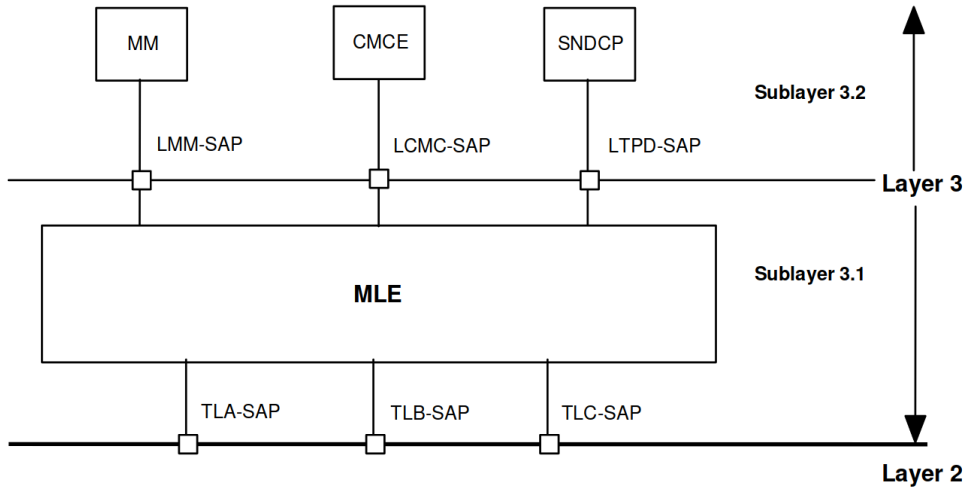 MM
CMCE
SNDCP
Sublayer 3.2
LMM-SAP
LCMC-SAP
LTPD-SAP
Layer 3
Sublayer 3.1
MLE
TLA-SAP
TLB-SAP
TLC-SAP
Layer 2